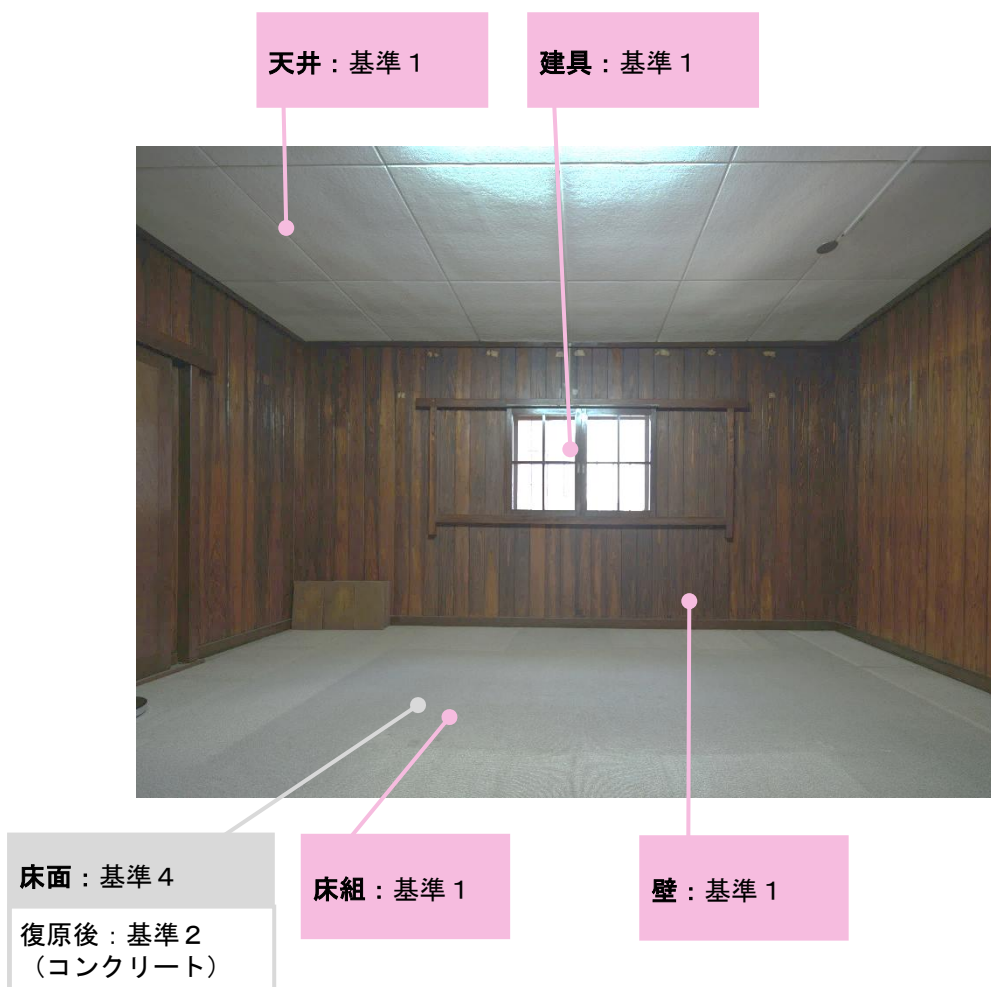 天井：基準１
建具：基準１
床面：基準４
復原後：基準２
（コンクリート）
床組：基準１
壁：基準１